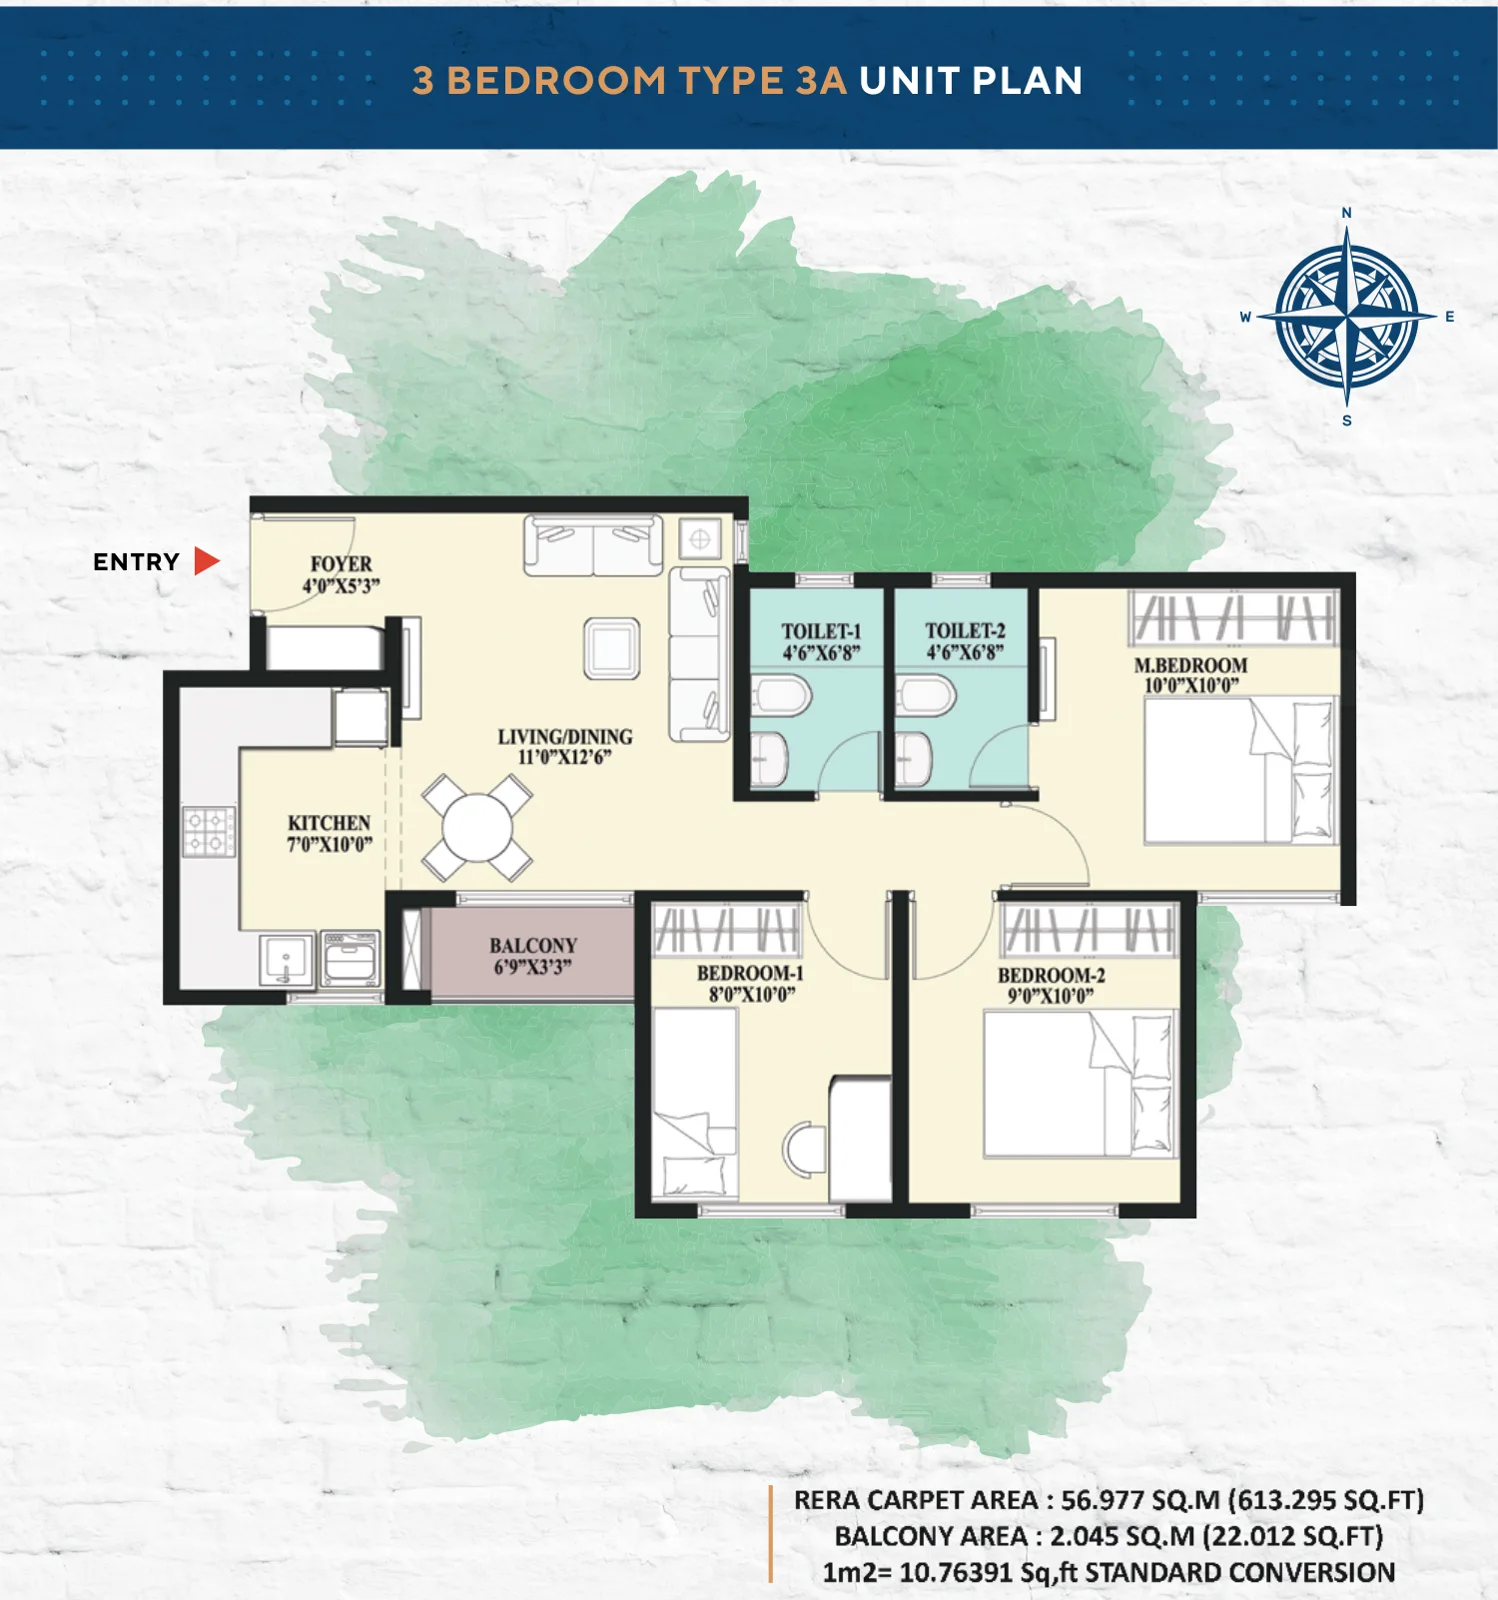 3 BEDROOM TYPE 3A UNIT PLAN
N
W
E
S
ENTRY
FOYER
4'0"X5'3"
TOILET-1
4'6"X6'8"
TOILET-2
4'6"X6'8"
M.BEDROOM
10'0"X10'0"
LIVING/DINING
11'0"X12'6"
KITCHEN
7'0"X10'0"
BALCONY
6'9"X3'3"
BEDROOM-1
8'0"X10'0"
BEDROOM-2
9'0"X10'0"
RERA CARPET AREA : 56.977 SQ.M (613.295 SQ.FT)
BALCONY AREA : 2.045 SQ.M (22.012 SQ.FT)
1m2= 10.76391 Sq,ft STANDARD CONVERSION